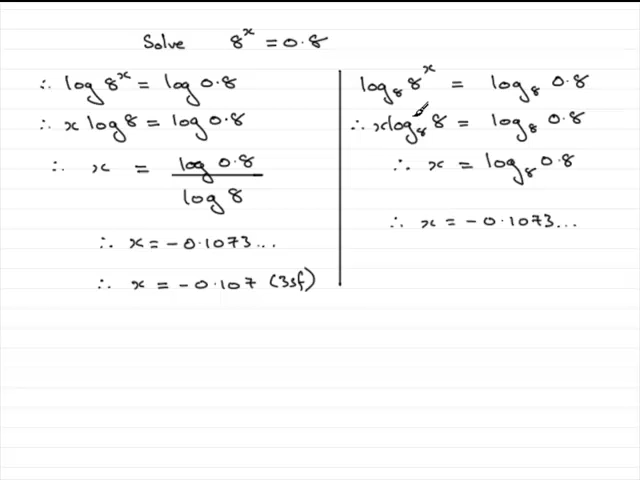 Solve 8^x = 0.8
∴ log 8^x = log 0.8
∴ x log 8 = log 0.8
∴ x = log 0.8 / log 8
∴ x = -0.1073...
∴ x = -0.107 (3sf)
log₈ 8^x = log₈ 0.8
∴ x log₈ 8 = log₈ 0.8
∴ x = log₈ 0.8
∴ x = -0.1073...